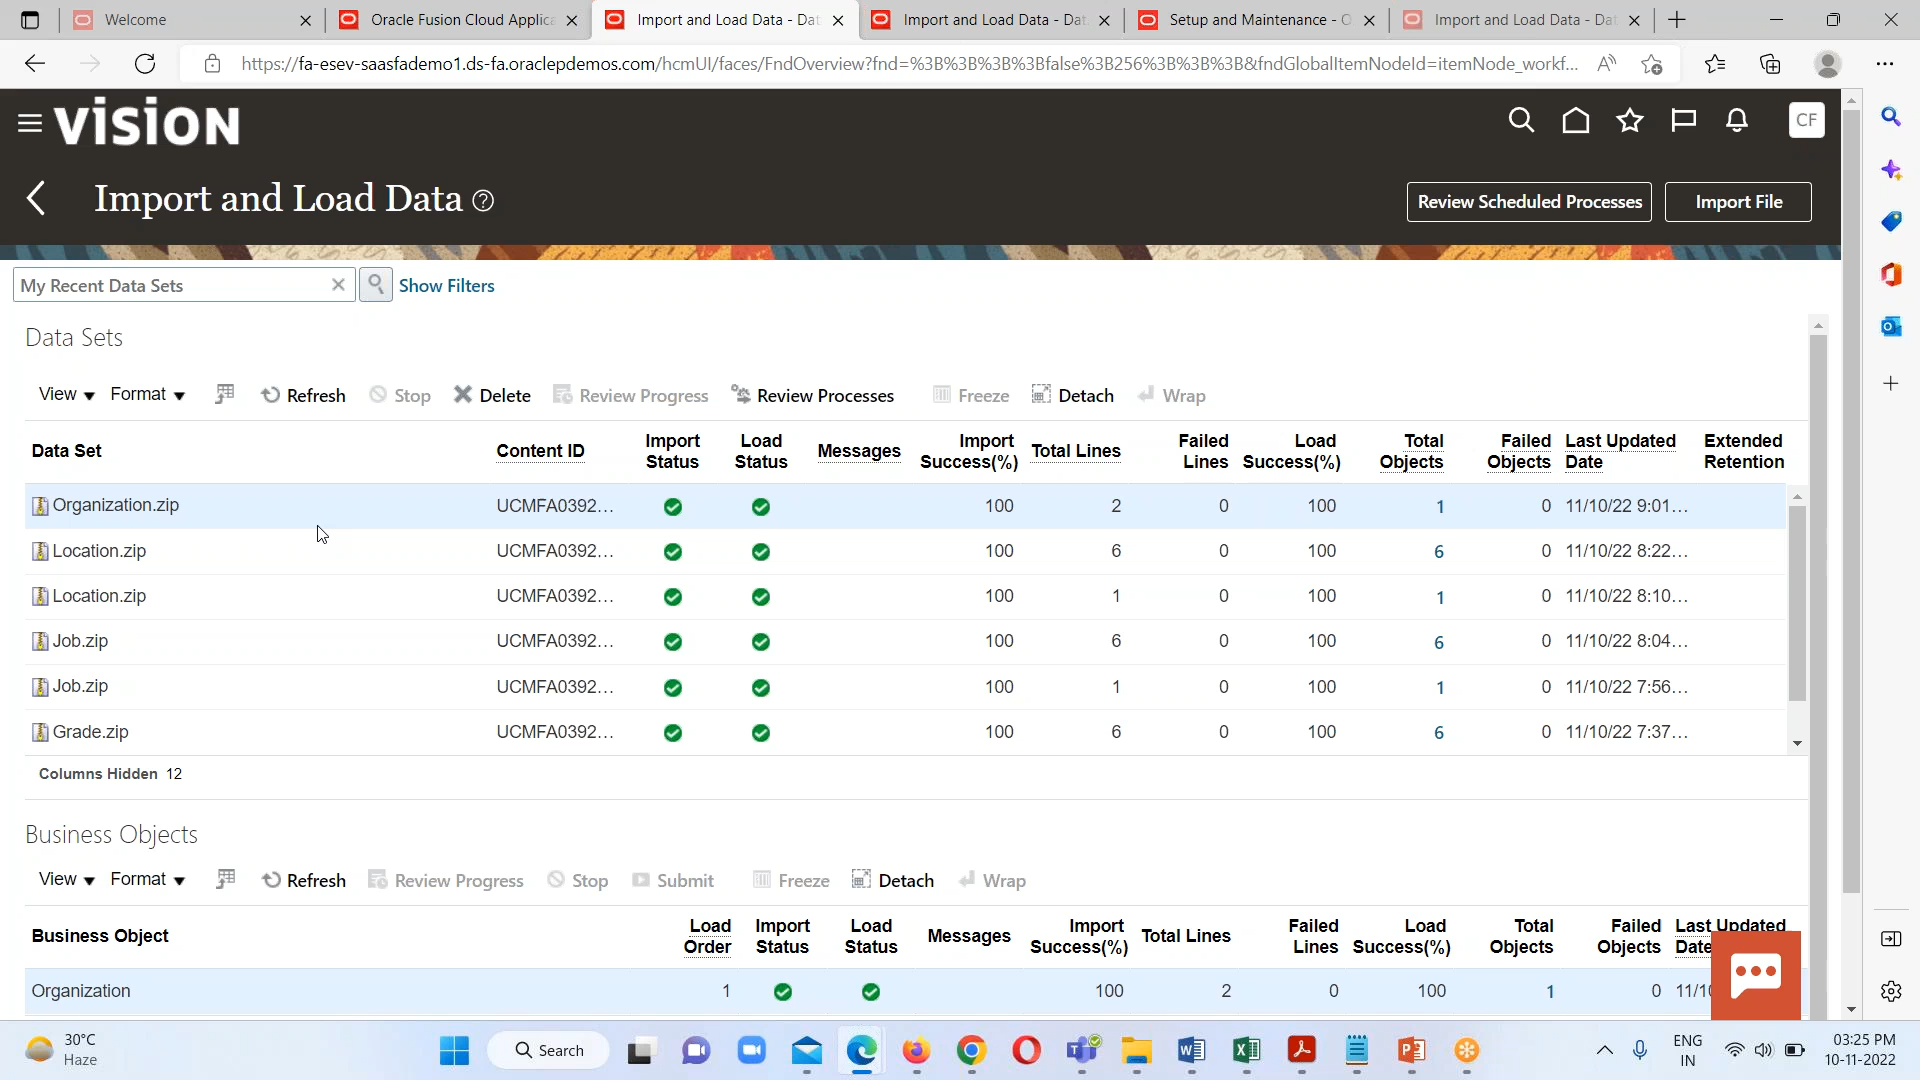 Welcome
Oracle Fusion Cloud Applica
Import and Load Data - Dat
Import and Load Data - Dat
Setup and Maintenance - O
Import and Load Data - Dat
https://fa-esev-saasfademo1.ds-fa.oraclepdemos.com/hcmUI/faces/FndOverview?fnd=%3B%3B%3B%3Bfalse%3B256%3B%3B%3B&fndGlobalItemNodeId=itemNode_workf...
VISION
CF
Import and Load Data
Review Scheduled Processes
Import File
My Recent Data Sets
Show Filters
Data Sets
View Format Refresh Stop Delete Review Progress Review Processes Freeze Detach Wrap
Data Set Content ID Import Status Load Status Messages Import Success(%) Total Lines Failed Lines Load Success(%) Total Objects Failed Objects Last Updated Date Extended Retention
Organization.zip UCMFA0392... 100 2 0 100 1 0 11/10/22 9:01...
Location.zip UCMFA0392... 100 6 0 100 6 0 11/10/22 8:22...
Location.zip UCMFA0392... 100 1 0 100 1 0 11/10/22 8:10...
Job.zip UCMFA0392... 100 6 0 100 6 0 11/10/22 8:04...
Job.zip UCMFA0392... 100 1 0 100 1 0 11/10/22 7:56...
Grade.zip UCMFA0392... 100 6 0 100 6 0 11/10/22 7:37...
Columns Hidden 12
Business Objects
View Format Refresh Review Progress Stop Submit Freeze Detach Wrap
Business Object Load Order Import Status Load Status Messages Import Success(%) Total Lines Failed Lines Load Success(%) Total Objects Failed Objects Last Updated Date
Organization 1 100 2 0 100 1 0 11/10
30°C
Haze
Search
ENG
IN
03:25 PM
10-11-2022